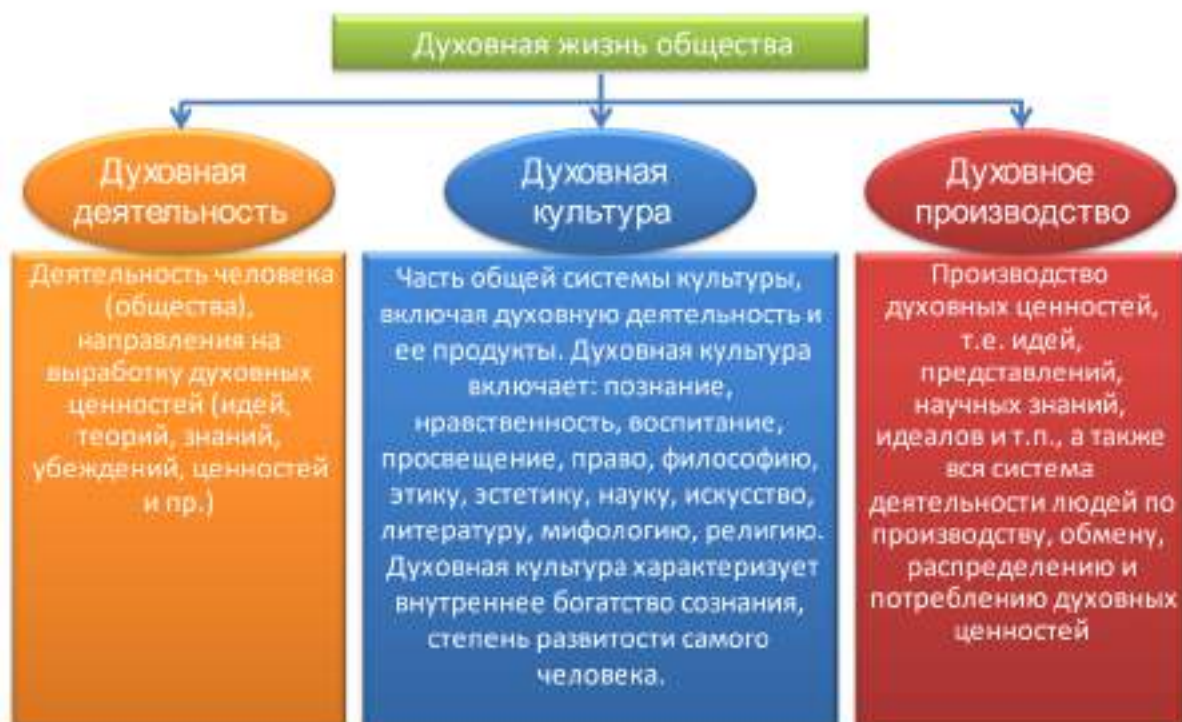 Духовная жизнь общества
Духовная
деятельность
Деятельность человека
(общества),
направления на
выработку духовных
ценностей (идей,
теорий, знаний,
убеждений, ценностей
и пр.)
Духовная
культура
Часть общей системы культуры,
включая духовную деятельность и
ее продукты. Духовная культура
включает: познание,
нравственность, воспитание,
просвещение, право, философию,
этику, эстетику, науку, искусство,
литературу, мифологию, религию.
Духовная культура характеризует
внутреннее богатство сознания,
степень развитости самого
человека.
Духовное
производство
Производство
духовных ценностей,
т.е. идей,
представлений,
научных знаний,
идеалов и т.п., а также
вся система
деятельности людей по
производству, обмену,
распределению и
потреблению духовных
ценностей